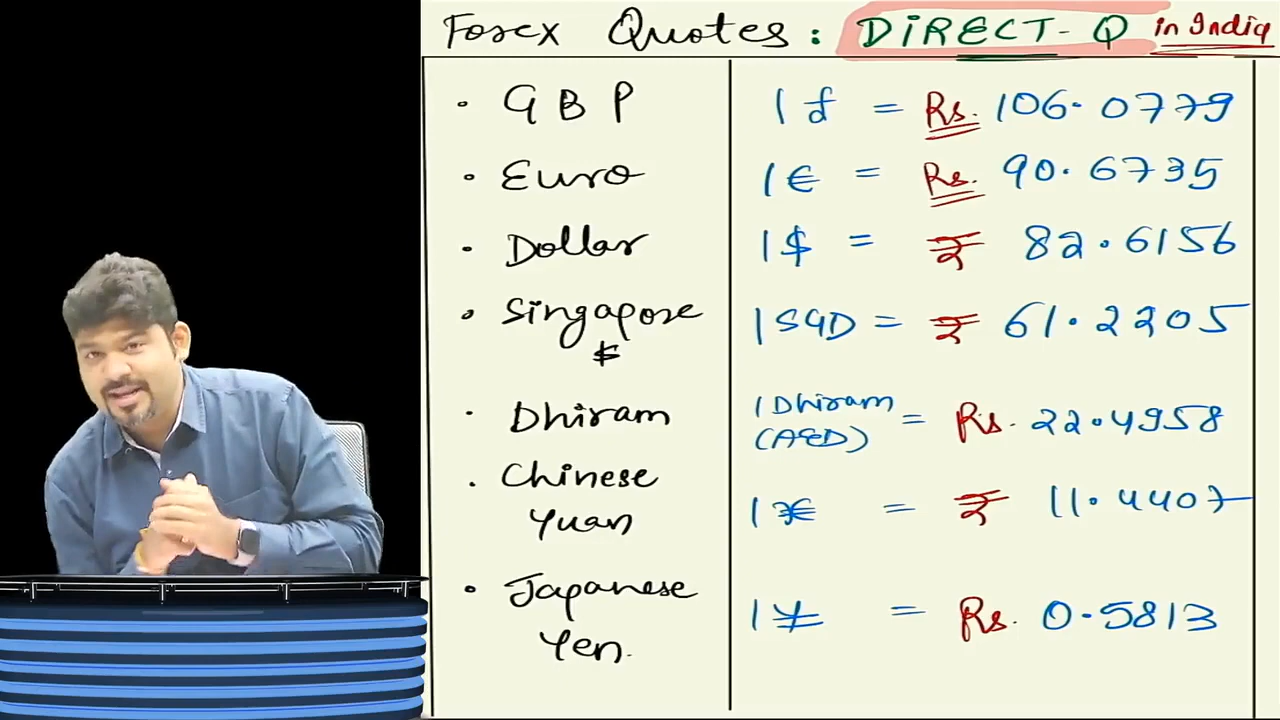 Forex Quotes: DIRECT-Q in India
• GBP 1 £ = Rs. 106.0779
• Euro 1 € = Rs. 90.6735
• Dollar 1 $ = ₹ 82.6156
• Singapore $ 1 SGD = ₹ 61.2205
• Dhiram 1 Dhiram (AED) = Rs. 22.4958
• Chinese Yuan 1 ¥ = ₹ 11.4407
• Japanese Yen. 1 ¥ = Rs. 0.5813